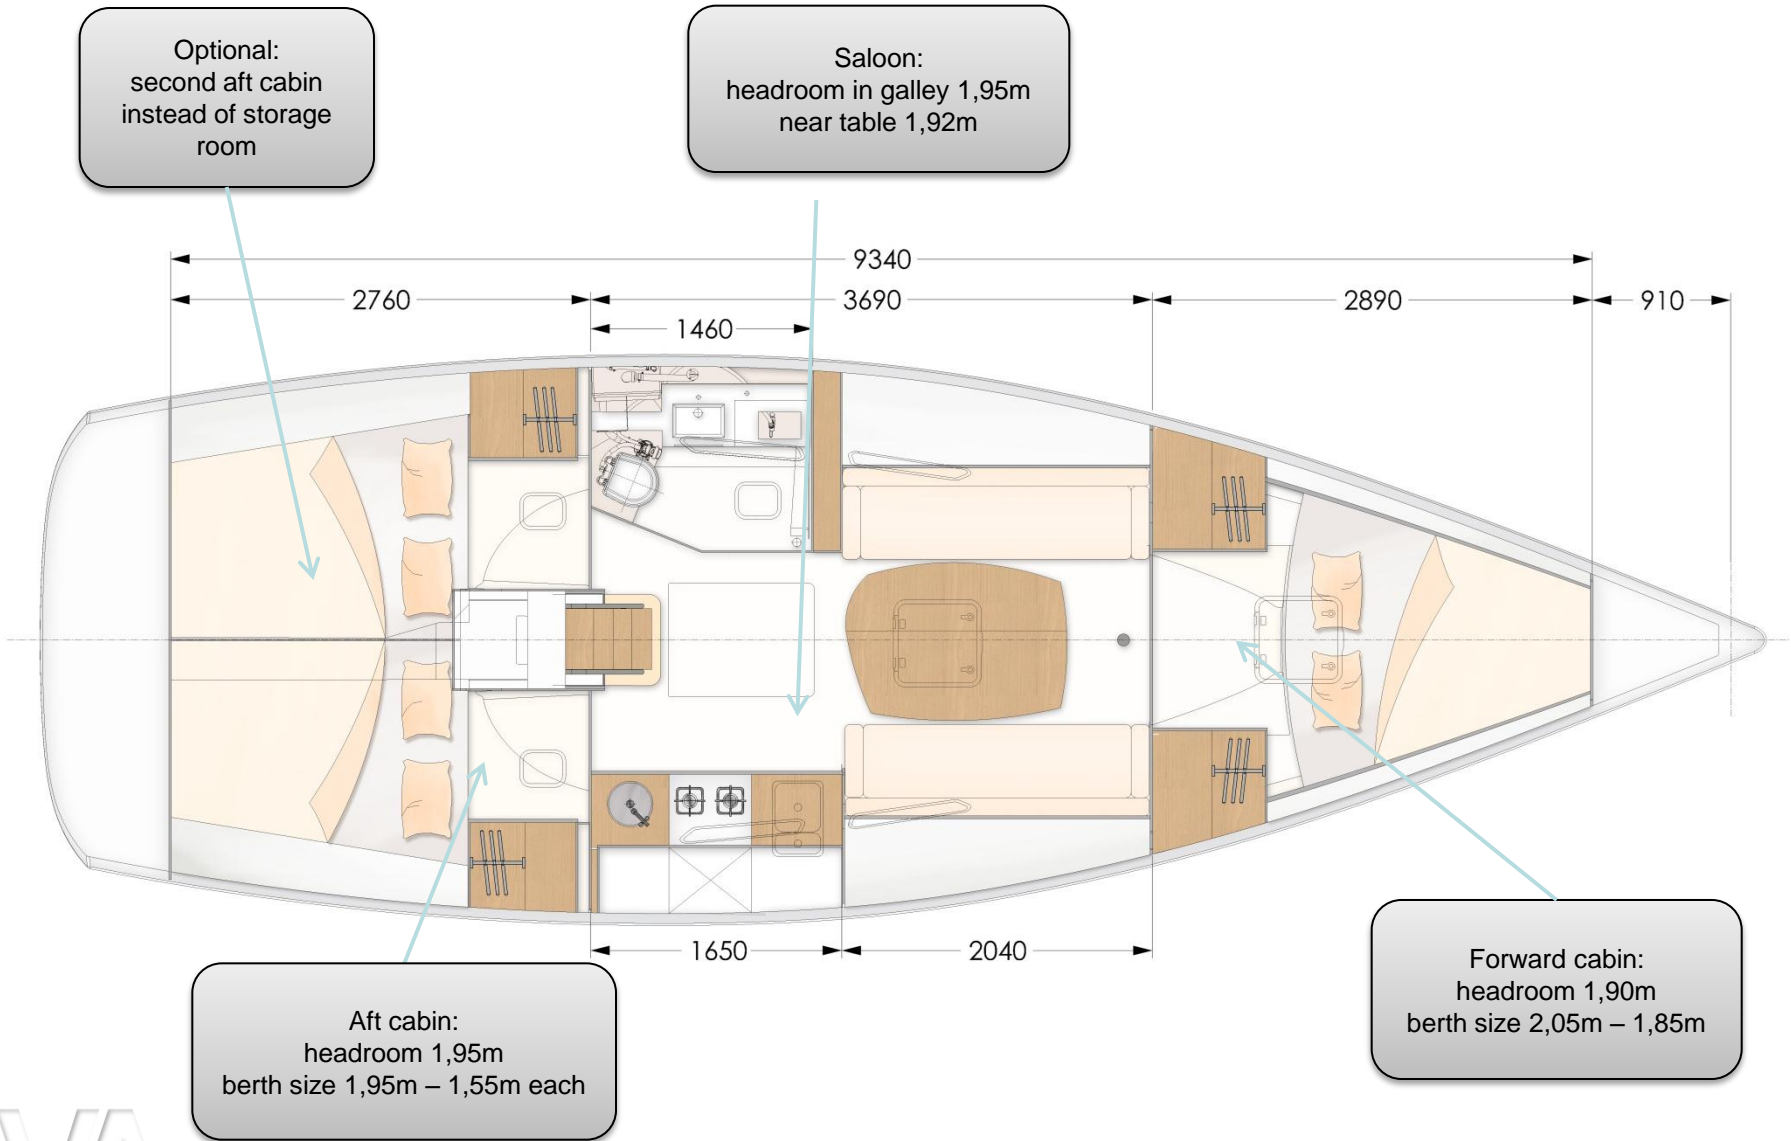 Optional:
second aft cabin
instead of storage
room
Saloon:
headroom in galley 1,95m
near table 1,92m
9340
2760
3690
2890
910
1460
1650
2040
Aft cabin:
headroom 1,95m
berth size 1,95m – 1,55m each
Forward cabin:
headroom 1,90m
berth size 2,05m – 1,85m